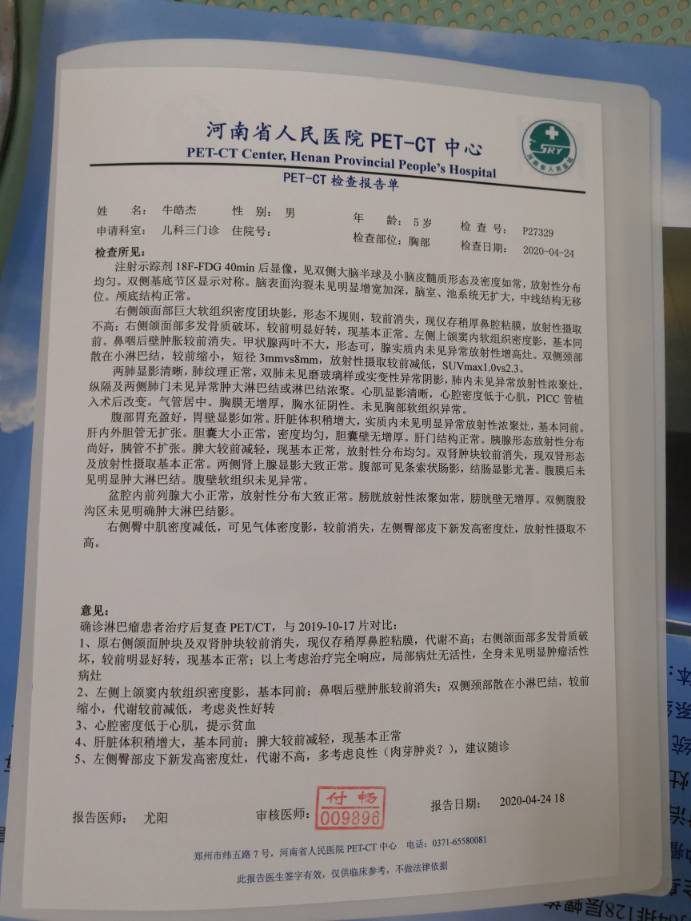 河南省人民医院 PET-CT 中心
PET-CT Center, Henan Provincial People's Hospital
PET-CT 检查报告单
SRY
姓 名: 牛皓杰 性 别: 男 年 龄: 5 岁 检 查 号: P27329
申请科室: 儿科三门诊 住院号: 检查部位: 胸部 检查日期: 2020-04-24
检查所见:
注射示踪剂 18F-FDG 40min 后显像,见双侧大脑半球及小脑皮髓质形态及密度如常,放射性分布
均匀。双侧基底节区显示对称。脑表面沟裂未见明显增宽加深,脑室、池系统无扩大,中线结构无移
位。颅底结构正常。
右侧颌面部巨大软组织密度团块影,形态不规则,较前消失,现仅存稍厚鼻腔粘膜,放射性摄取
不高;右侧颌面部多发骨质破坏,较前明显好转,现基本正常。左侧上颌窦内软组织密度影,基本同
前。鼻咽后壁肿胀较前消失。甲状腺两叶不大,形态可,腺实质内未见异常放射性增高灶。双侧颈部
散在小淋巴结,较前缩小,短径 3mmvs8mm,放射性摄取较前减低,SUVmax1.0vs2.3。
两肺显影清晰,肺纹理正常,双肺未见磨玻璃样或实变性异常阴影,肺内未见异常放射性浓聚灶。
纵隔及两侧肺门未见异常肿大淋巴结或淋巴结浓聚。心肌显影清晰,心腔密度低于心肌,PICC 管植
入术后改变。气管居中。胸膜无增厚,胸水征阴性。未见胸部软组织异常。
腹部胃充盈好,胃壁显影如常。肝脏体积稍增大,实质内未见明显异常放射性浓聚灶,基本同前。
肝内外胆管无扩张。胆囊大小正常,密度均匀,胆囊壁无增厚。肝门结构正常。胰腺形态放射性分布
尚好,胰管不扩张。脾大较前减轻,现基本正常,放射性分布均匀。双肾肿块较前消失,现双肾形态
及放射性摄取基本正常。两侧肾上腺显影大致正常。腹部可见条索状肠影,结肠显影尤著。腹膜后未
见明显肿大淋巴结。腹壁软组织未见异常。
盆腔内前列腺大小正常,放射性分布大致正常。膀胱放射性浓聚如常,膀胱壁无增厚。双侧腹股
沟区未见明确肿大淋巴结影。
右侧臀中肌密度减低,可见气体密度影,较前消失,左侧臀部皮下新发高密度灶,放射性摄取不
高。
意见:
确诊淋巴瘤患者治疗后复查 PET/CT,与 2019-10-17 片对比:
1、原右侧颌面肿块及双肾肿块较前消失,现仅存稍厚鼻腔粘膜,代谢不高;右侧颌面部多发骨质破
坏,较前明显好转,现基本正常;以上考虑治疗完全响应,局部病灶无活性,全身未见明显肿瘤活性
病灶
2、左侧上颌窦内软组织密度影,基本同前;鼻咽后壁肿胀较前消失;双侧颈部散在小淋巴结,较前
缩小,代谢较前减低,考虑炎性好转
3、心腔密度低于心肌,提示贫血
4、肝脏体积稍增大,基本同前;脾大较前减轻,现基本正常
5、左侧臀部皮下新发高密度灶,代谢不高,多考虑良性(肉芽肿炎?),建议随诊
报告医师: 尤阳 审核医师: 付畅 009896 报告日期: 2020-04-24 18
郑州市纬五路 7 号,河南省人民医院 PET-CT 中心 电话:0371-65580081
此报告医生签字有效,仅供临床参考,不做法律依据